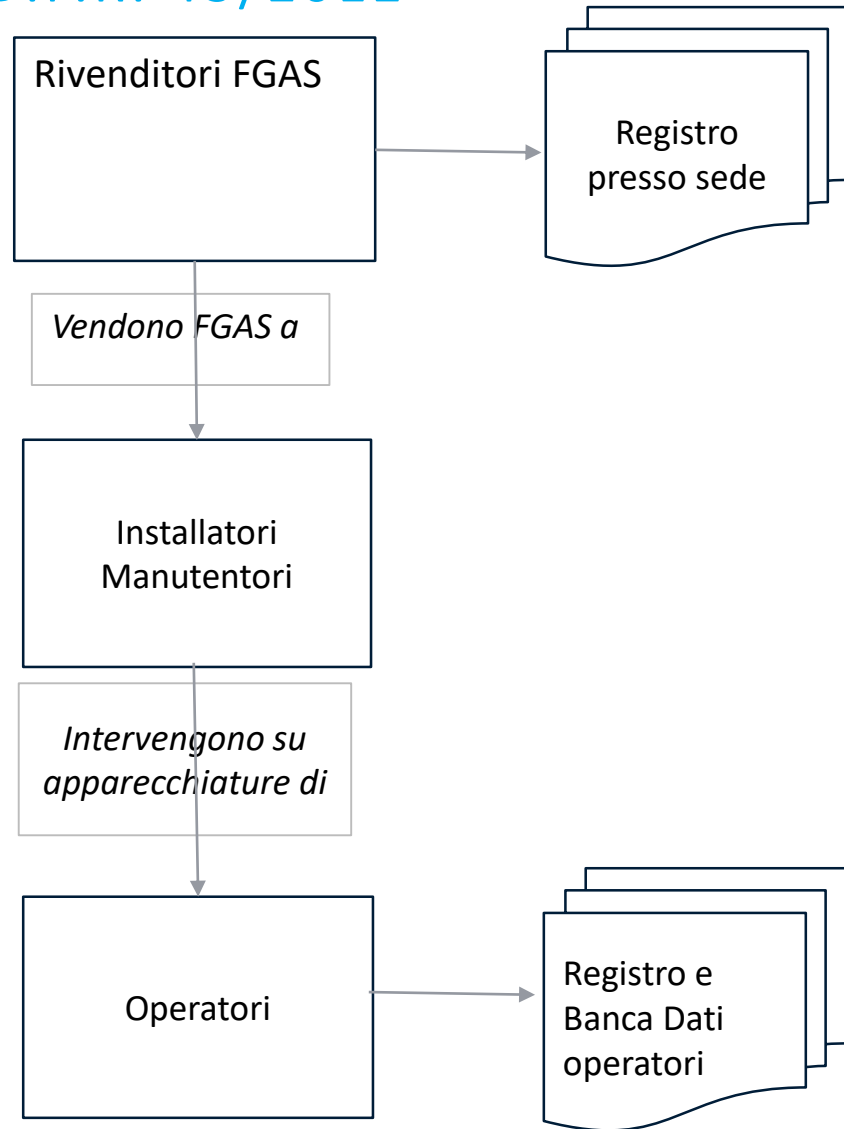 Rivenditori FGAS
Registro
presso sede
Vendono FGAS a
Installatori
Manutentori
Intervengono su
apparecchiature di
Operatori
Registro e
Banca Dati
operatori